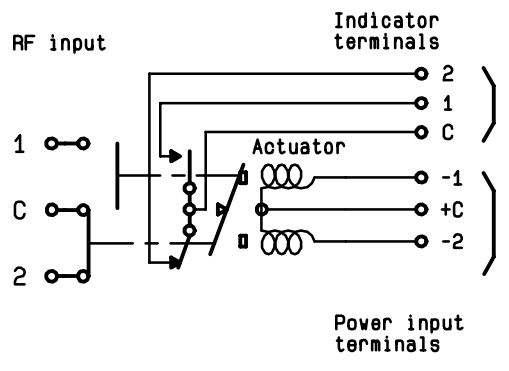 Indicator
RF input
terminals
2
1
C
1
Actuator
-1
C
+C
-2
2
Power input
terminals